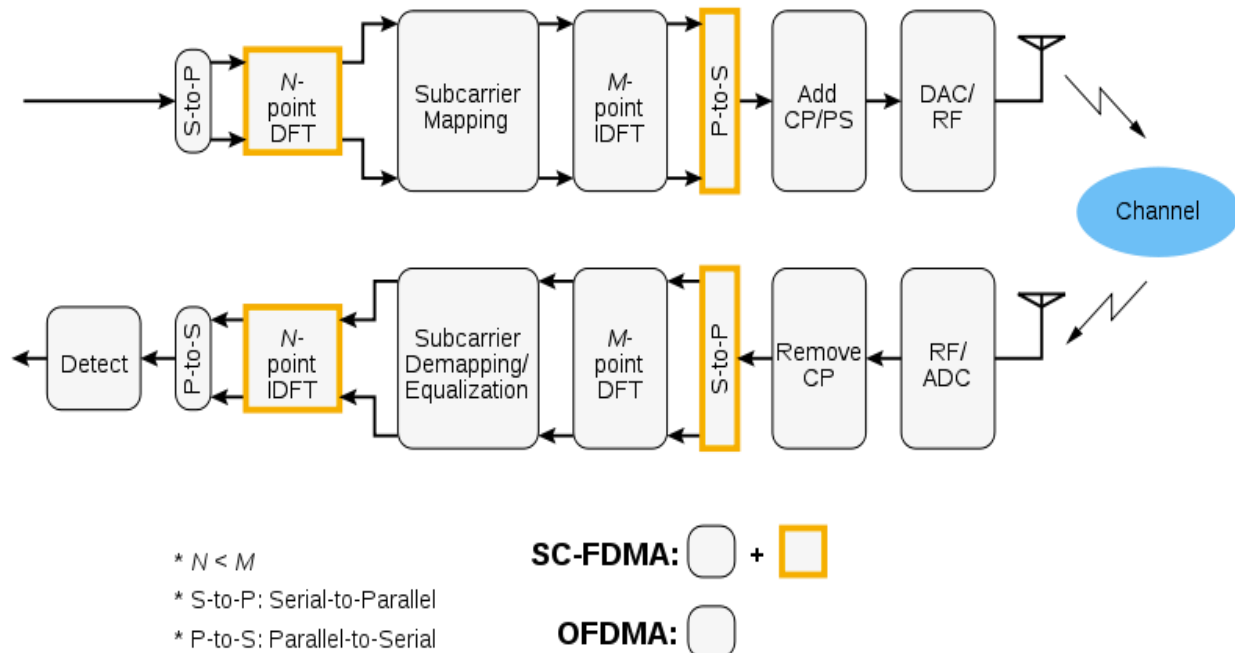 S-to-P
N-
point
DFT
Subcarrier
Mapping
M-
point
IDFT
P-to-S
Add
CP/PS
DAC/
RF
Channel
Detect
P-to-S
N-
point
IDFT
Subcarrier
Demapping/
Equalization
M-
point
DFT
S-to-P
Remove
CP
RF/
ADC
* N < M
* S-to-P: Serial-to-Parallel
* P-to-S: Parallel-to-Serial
SC-FDMA: +
OFDMA: